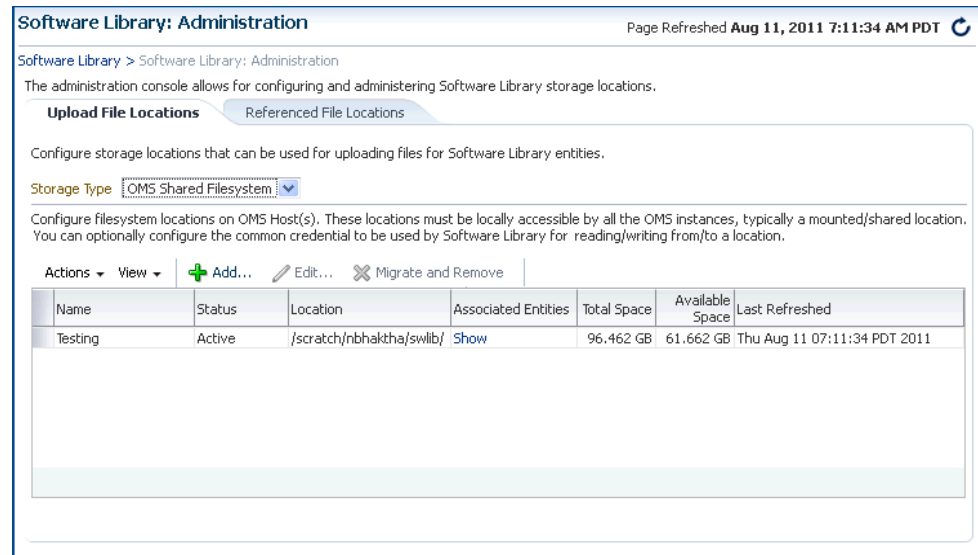 Software Library: Administration
Page Refreshed Aug 11, 2011 7:11:34 AM PDT
Software Library > Software Library: Administration
The administration console allows for configuring and administering Software Library storage locations.
Upload File Locations Referenced File Locations
Configure storage locations that can be used for uploading files for Software Library entities.
Storage Type OMS Shared Filesystem
Configure filesystem locations on OMS Host(s). These locations must be locally accessible by all the OMS instances, typically a mounted/shared location.
You can optionally configure the common credential to be used by Software Library for reading/writing from/to a location.
Actions View Add... Edit... Migrate and Remove
Name Status Location Associated Entities Total Space Available Space Last Refreshed
Testing Active /scratch/nbhaktha/swlib/ Show 96.462 GB 61.662 GB Thu Aug 11 07:11:34 PDT 2011